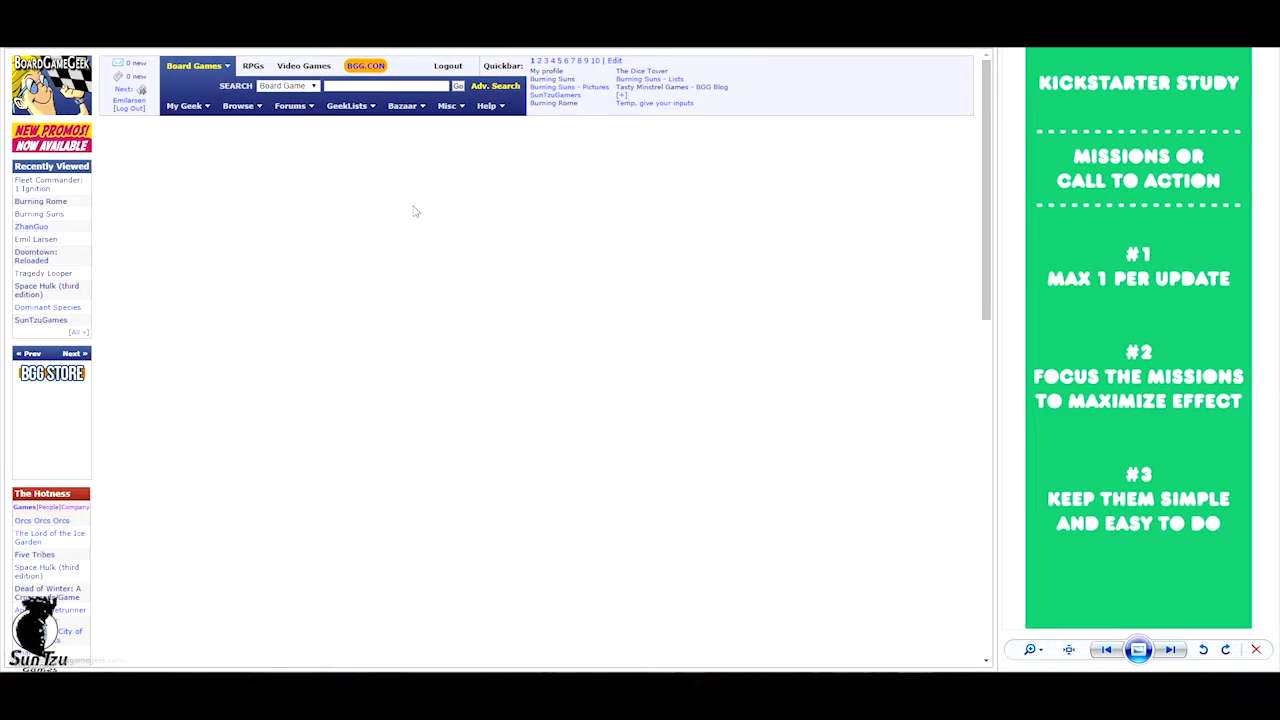 BOARDGAMEGEEK
0 new
0 new
Next:
Emilarsen
[Log Out]
Board Games
RPGs
Video Games
BGG.CON
Logout
SEARCH
Board Game
Go
Adv. Search
My Geek
Browse
Forums
GeekLists
Bazaar
Misc
Help
Quickbar:
1 2 3 4 5 6 7 8 9 10 | Edit
My profile
Burning Suns
Burning Suns - Pictures
SunTzuGamers
Burning Rome
The Dice Tower
Burning Suns - Lists
Tasty Minstrel Games - BGG Blog
[+]
Temp, give your inputs
NEW PROMOS!
NOW AVAILABLE
Recently Viewed
Fleet Commander:
1 Ignition
Burning Rome
Burning Suns
ZhanGuo
Emil Larsen
Doomtown:
Reloaded
Tragedy Looper
Space Hulk (third
edition)
Dominant Species
SunTzuGames
[All »]
« Prev
Next »
BGG STORE
The Hotness
Games|People|Company
Orcs Orcs Orcs
The Lord of the Ice
Garden
Five Tribes
Space Hulk (third
edition)
Dead of Winter: A
City of
Sun Tzu
Games
KICKSTARTER STUDY
MISSIONS OR
CALL TO ACTION
#1
MAX 1 PER UPDATE
#2
FOCUS THE MISSIONS
TO MAXIMIZE EFFECT
#3
KEEP THEM SIMPLE
AND EASY TO DO